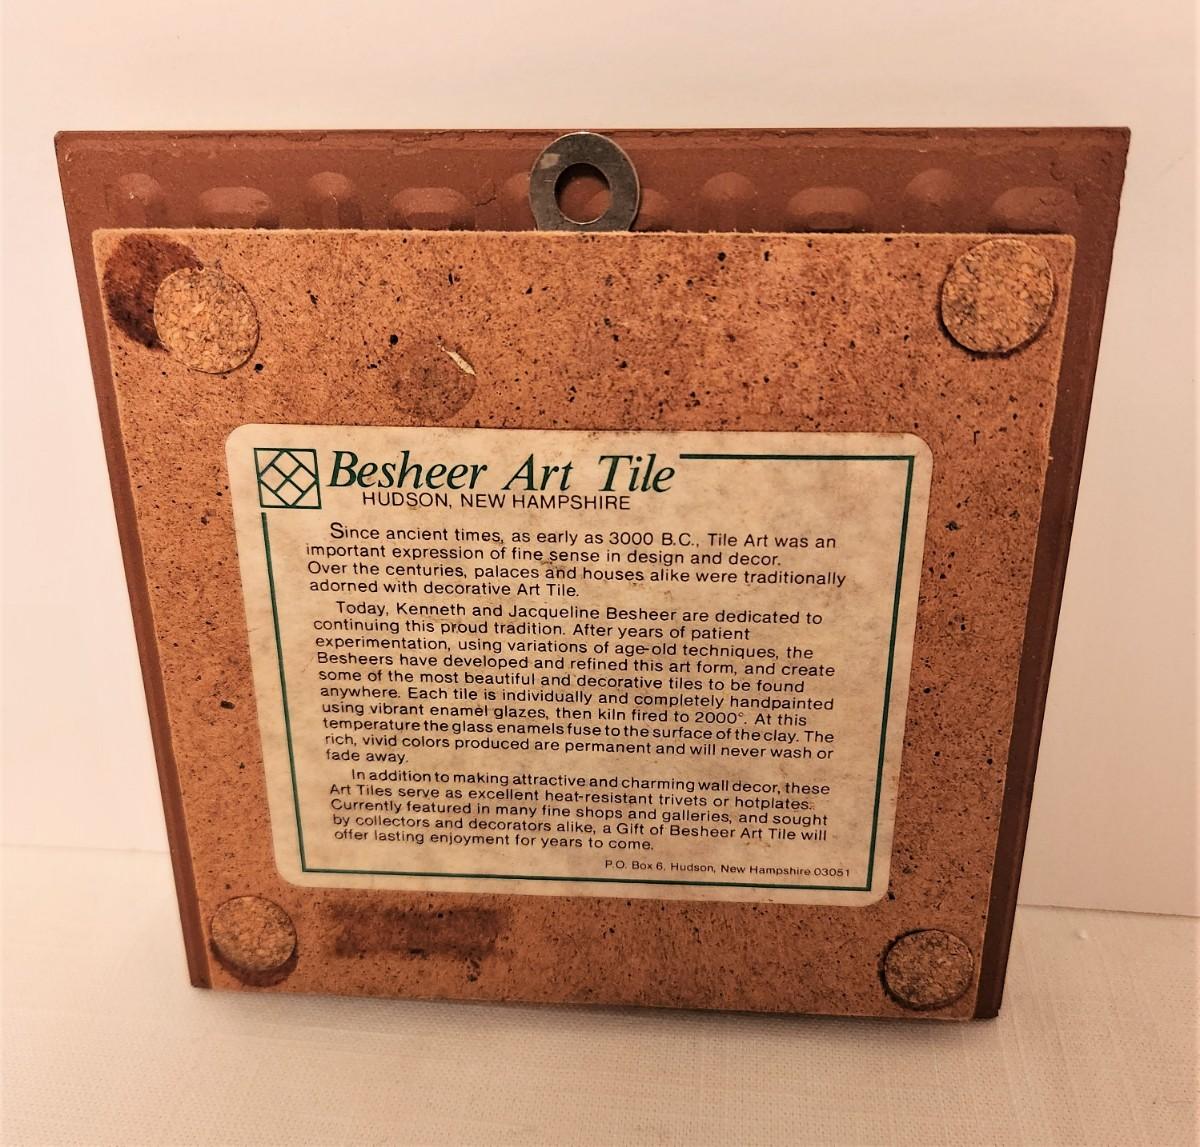 Besheer Art Tile
HUDSON, NEW HAMPSHIRE
Since ancient times, as early as 3000 B.C., Tile Art was an
important expression of fine sense in design and decor.
Over the centuries, palaces and houses alike were traditionally
adorned with decorative Art Tile.
Today, Kenneth and Jacqueline Besheer are dedicated to
continuing this proud tradition. After years of patient
experimentation, using variations of age-old techniques, the
Besheers have developed and refined this art form, and create
some of the most beautiful and decorative tiles to be found
anywhere. Each tile is individually and completely handpainted
using vibrant enamel glazes, then kiln fired to 2000°. At this
temperature the glass enamels fuse to the surface of the clay. The
rich, vivid colors produced are permanent and will never wash or
fade away.
In addition to making attractive and charming wall decor, these
Art Tiles serve as excellent heat-resistant trivets or hotplates.
Currently featured in many fine shops and galleries, and sought
by collectors and decorators alike, a Gift of Besheer Art Tile will
offer lasting enjoyment for years to come.
P.O. Box 6, Hudson, New Hampshire 03051